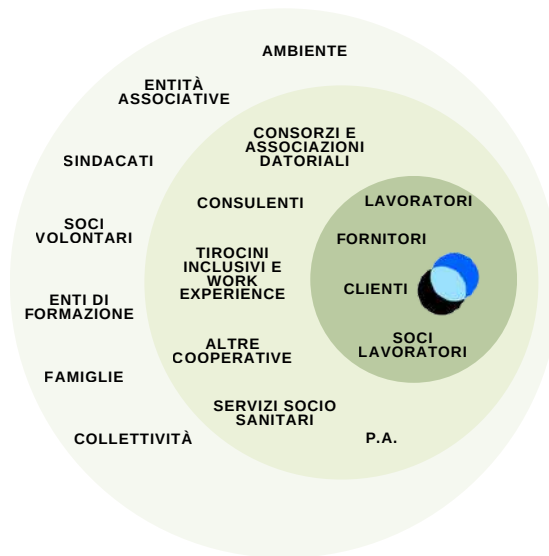 AMBIENTE
ENTITÀ
ASSOCIATIVE
CONSORZI E
ASSOCIAZIONI
DATORIALI
SINDACATI
CONSULENTI
LAVORATORI
SOCI
VOLONTARI
FORNITORI
TIROCINI
INCLUSIVI E
WORK
EXPERIENCE
CLIENTI
ENTI DI
FORMAZIONE
SOCI
LAVORATORI
ALTRE
COOPERATIVE
FAMIGLIE
SERVIZI SOCIO
SANITARI
COLLETTIVITÀ
P.A.